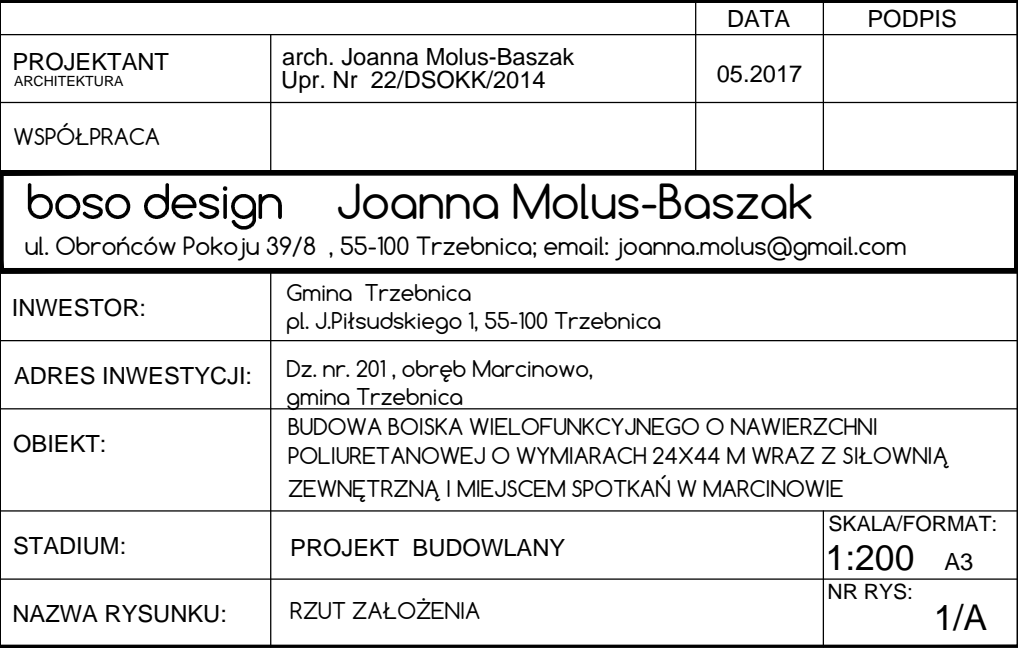 DATA PODPIS
PROJEKTANT
ARCHITEKTURA
arch. Joanna Molus-Baszak
Upr. Nr 22/DSOKK/2014
05.2017
WSPÓŁPRACA
boso design Joanna Molus-Baszak
ul. Obrońców Pokoju 39/8 , 55-100 Trzebnica; email: joanna.molus@gmail.com
INWESTOR:
Gmina Trzebnica
pl. J.Piłsudskiego 1, 55-100 Trzebnica
ADRES INWESTYCJI:
Dz. nr. 201 , obręb Marcinowo,
gmina Trzebnica
OBIEKT:
BUDOWA BOISKA WIELOFUNKCYJNEGO O NAWIERZCHNI
POLIURETANOWEJ O WYMIARACH 24X44 M WRAZ Z SIŁOWNIĄ
ZEWNĘTRZNĄ I MIEJSCEM SPOTKAŃ W MARCINOWIE
STADIUM:
PROJEKT BUDOWLANY
SKALA/FORMAT:
1:200 A3
NAZWA RYSUNKU:
RZUT ZAŁOŻENIA
NR RYS:
1/A